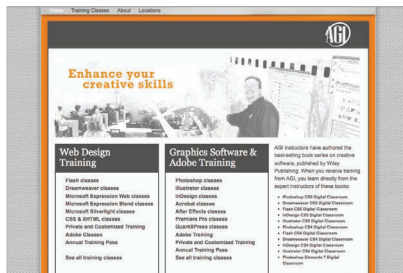 Home Training Classes About Locations
AGI
Enhance your
creative skills
Web Design
Training
Flash classes
Dreamweaver classes
Microsoft Expression Web classes
Microsoft Expression Blend classes
Microsoft Silverlight classes
CSS & XHTML classes
Private and Customized Training
Adobe Classes
Annual Training Pass
See all training classes
Graphics Software &
Adobe Training
Photoshop classes
Illustrator classes
InDesign classes
Acrobat classes
After Effects classes
Premiere Pro classes
QuarkXPress classes
Adobe Training
Private and Customized Training
Annual Training Pass
See all training classes
AGI instructors have authored the
best-selling book series on creative
software, published by Wiley
Publishing. When you receive training
from AGI, you learn directly from the
expert instructors of these books:
Photoshop CS5 Digital Classroom
Dreamweaver CS5 Digital Classroom
Flash CS5 Digital Classroom
InDesign CS5 Digital Classroom
Illustrator CS5 Digital Classroom
Photoshop CS4 Digital Classroom
Flash CS4 Digital Classroom
Dreamweaver CS4 Digital Classroom
InDesign CS4 Digital Classroom
Illustrator CS4 Digital Classroom
Photoshop Elements 7 Digital
Classroom